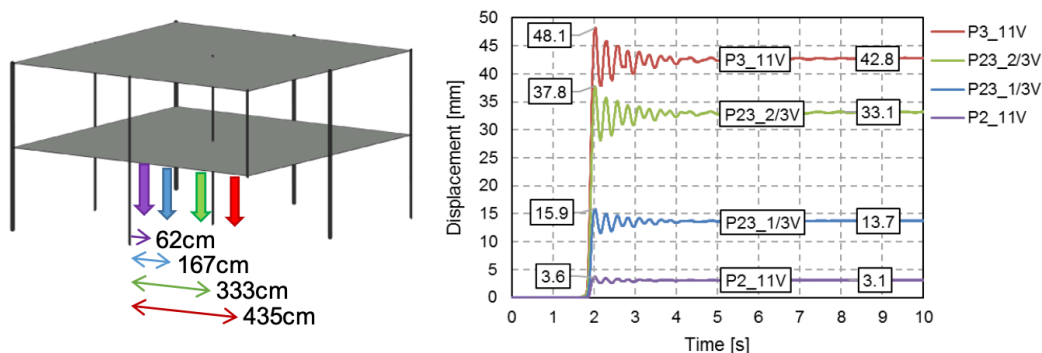 62cm
167cm
333cm
435cm
Displacement [mm]
50
45
40
35
30
25
20
15
10
5
0
48.1
37.8
15.9
3.6
P3_11V
42.8
P23_2/3V
33.1
P23_1/3V
13.7
P2_11V
3.1
0 1 2 3 4 5 6 7 8 9 10
Time [s]
P3_11V
P23_2/3V
P23_1/3V
P2_11V